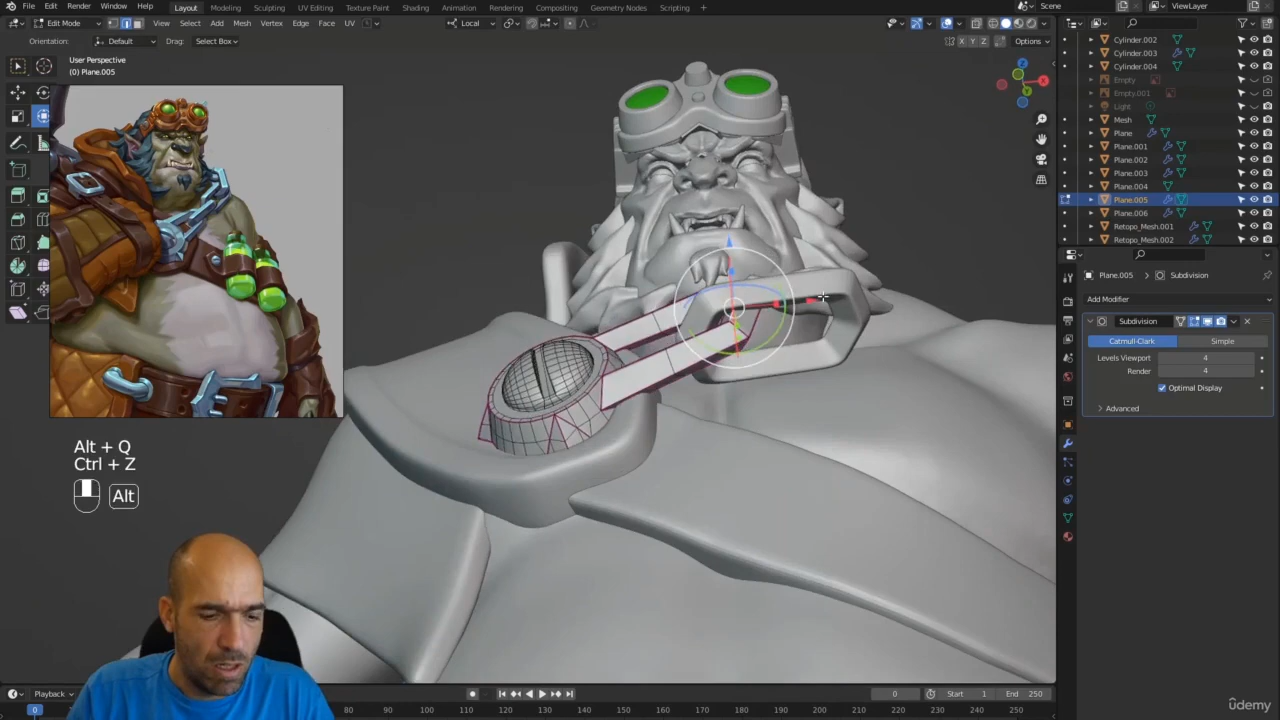 File Edit Render Window Help Layout Modeling Sculpting UV Editing Texture Paint Shading Animation Rendering Compositing Geometry Nodes Scripting + Scene ViewLayer
Edit Mode View Select Add Mesh Vertex Edge Face UV Local
Orientation: Default Drag: Select Box X Y Z Options
User Perspective
(0) Plane.005
Cylinder.002
Cylinder.003
Cylinder.004
Empty
Empty.001
Light
Mesh
Plane
Plane.001
Plane.002
Plane.003
Plane.004
Plane.005
Plane.006
Retopo_Mesh.001
Retopo_Mesh.002
Plane.005 > Subdivision
Add Modifier
Subdivision
Catmull-Clark Simple
Levels Viewport 4
Render 4
Optimal Display
Advanced
Alt + Q
Ctrl + Z
Alt
Playback 0 Start 1 End 250
0 80 90 100 110 120 130 140 150 160 170 180 190 200 210 220 230 240 250
ûdemy